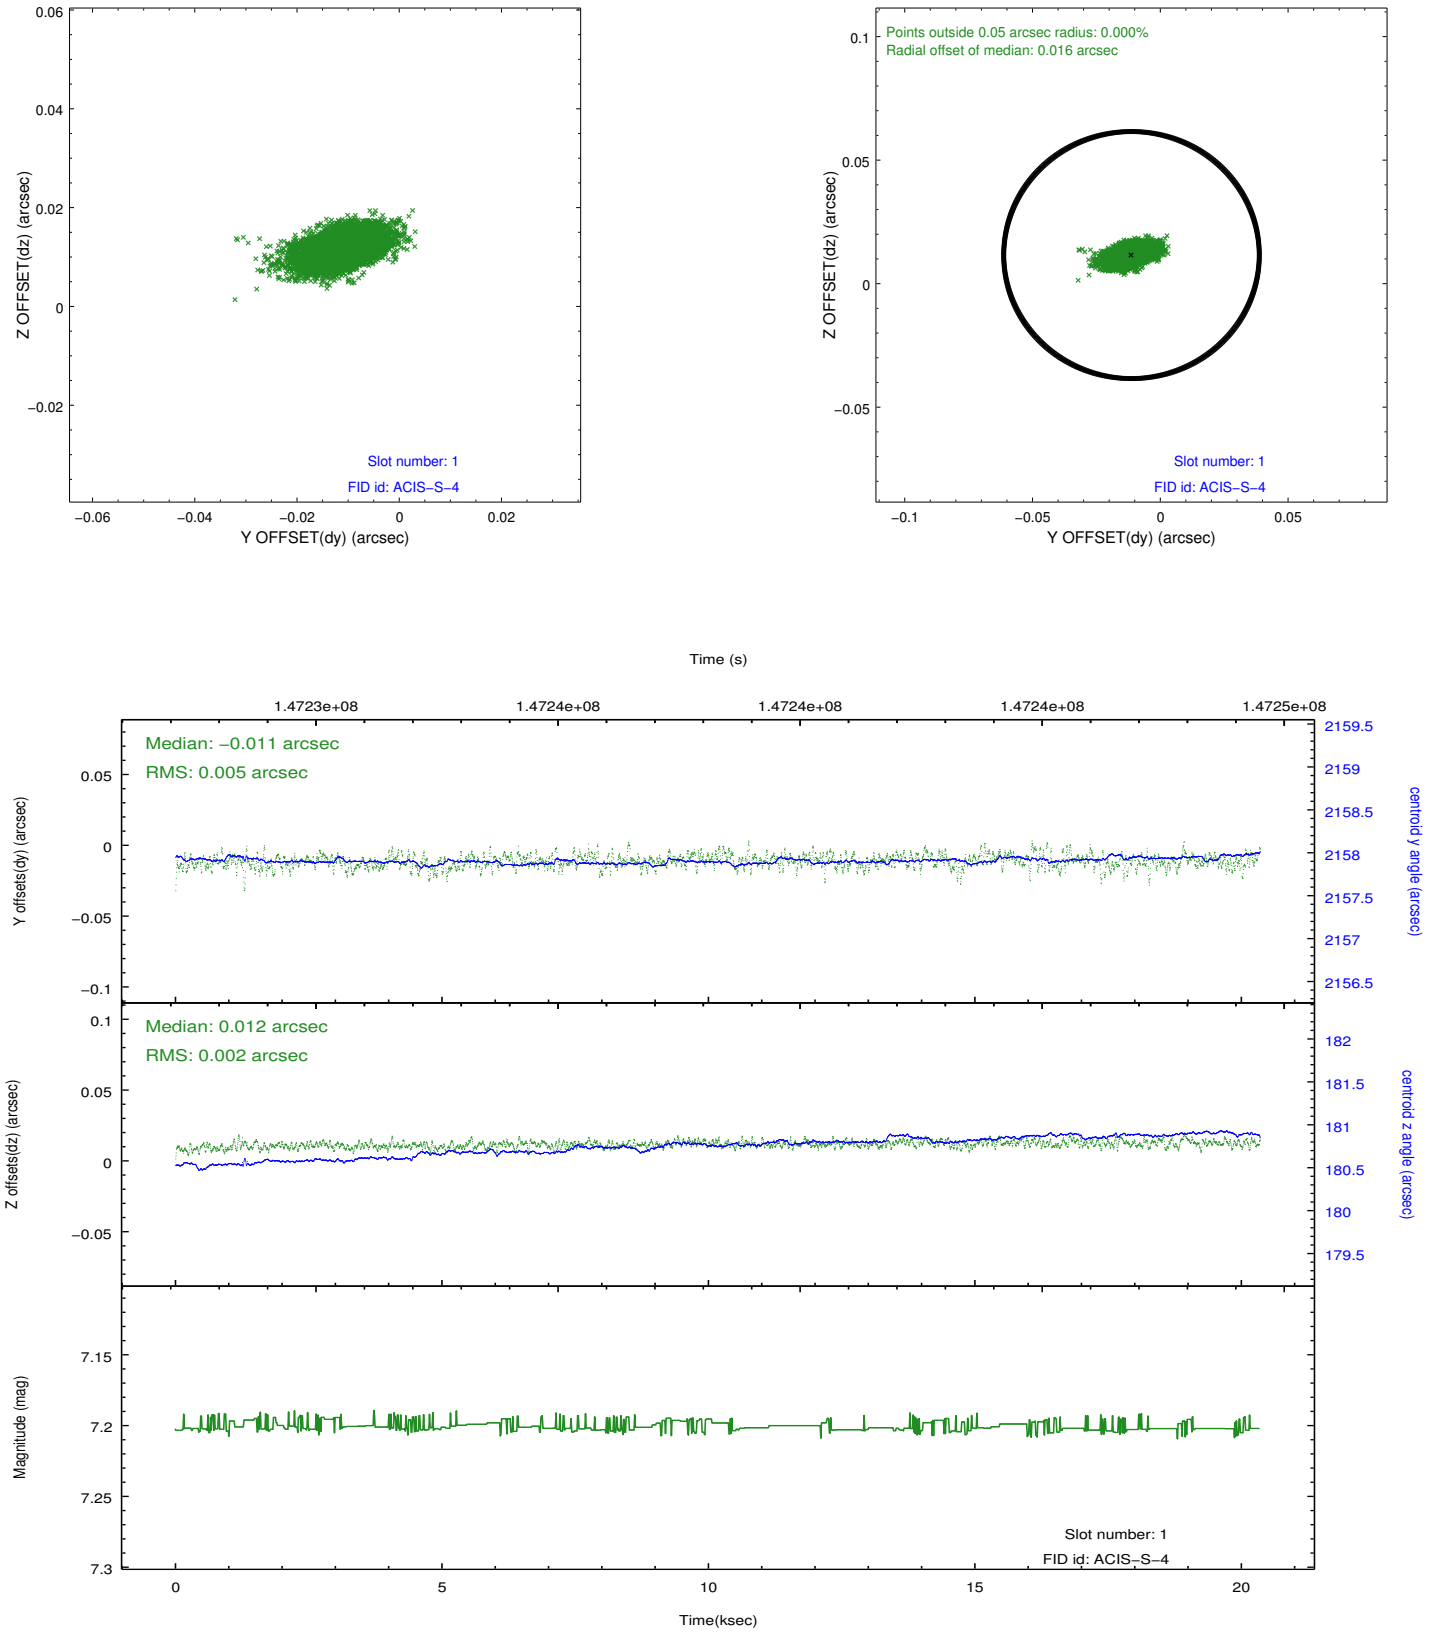 0.06
0.04
0.02
0
−0.02
Z OFFSET(dz) (arcsec)
Slot number: 1
FID id: ACIS−S−4
−0.06 −0.04 −0.02 0 0.02
Y OFFSET(dy) (arcsec)
Points outside 0.05 arcsec radius: 0.000%
Radial offset of median: 0.016 arcsec
0.1
0.05
0
−0.05
Z OFFSET(dz) (arcsec)
Slot number: 1
FID id: ACIS−S−4
−0.1 −0.05 0 0.05
Y OFFSET(dy) (arcsec)
Time (s)
1.4723e+08 1.4724e+08 1.4724e+08 1.4724e+08 1.4725e+08
Median: −0.011 arcsec
RMS: 0.005 arcsec
0.05
0
−0.05
−0.1
Y offsets(dy) (arcsec)
2159.5
2159
2158.5
2158
2157.5
2157
2156.5
centroid y angle (arcsec)
Median: 0.012 arcsec
RMS: 0.002 arcsec
0.1
0.05
0
−0.05
Z offsets(dz) (arcsec)
182
181.5
181
180.5
180
179.5
centroid z angle (arcsec)
7.15
7.2
7.25
7.3
Magnitude (mag)
Slot number: 1
FID id: ACIS−S−4
0 5 10 15 20
Time(ksec)